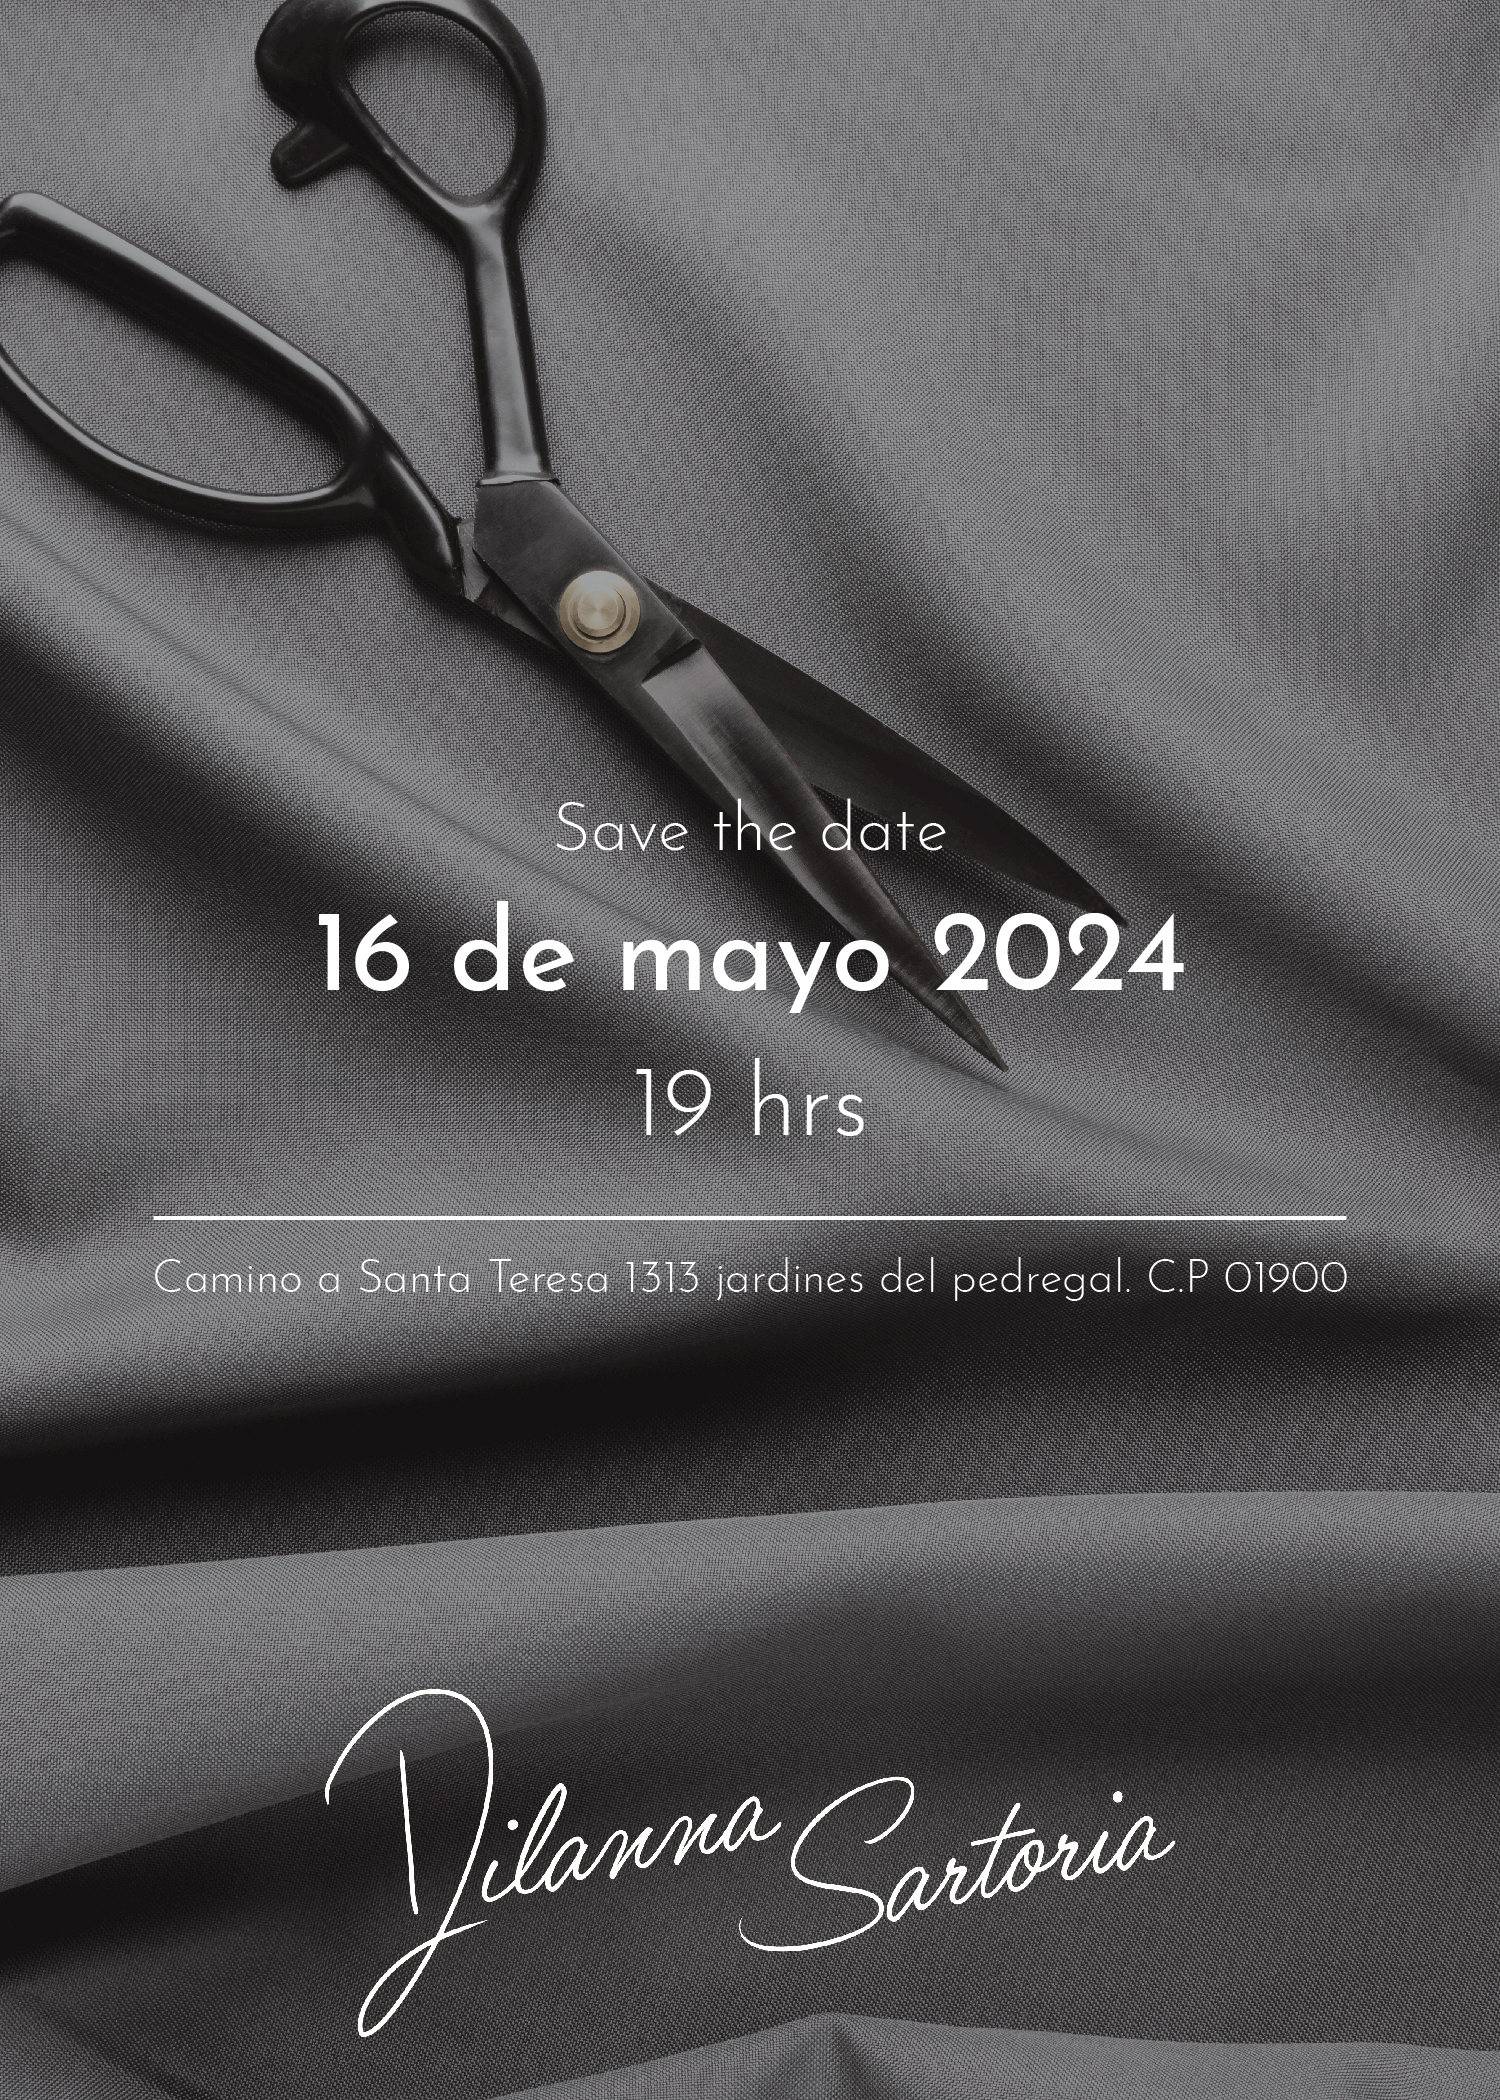 Save the date
16 de mayo 2024
19 hrs
Camino a Santa Teresa 1313 jardines del pedregal. C.P 01900
Dilanna Sartoria